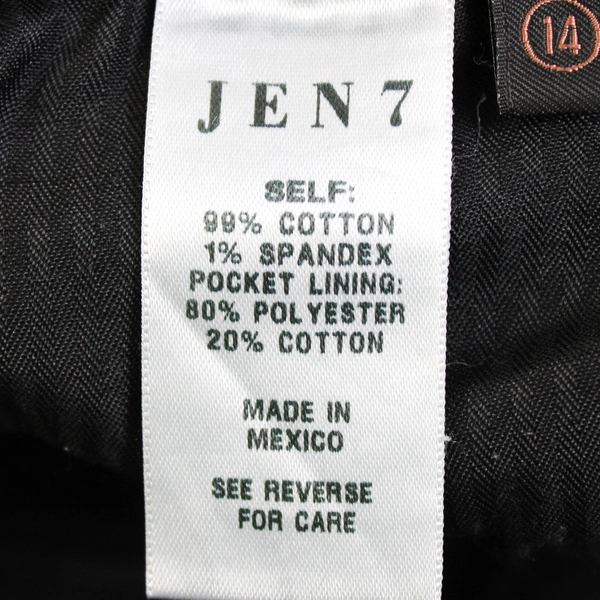 14
JEN7
SELF:
99% COTTON
1% SPANDEX
POCKET LINING:
80% POLYESTER
20% COTTON
MADE IN
MEXICO
SEE REVERSE
FOR CARE